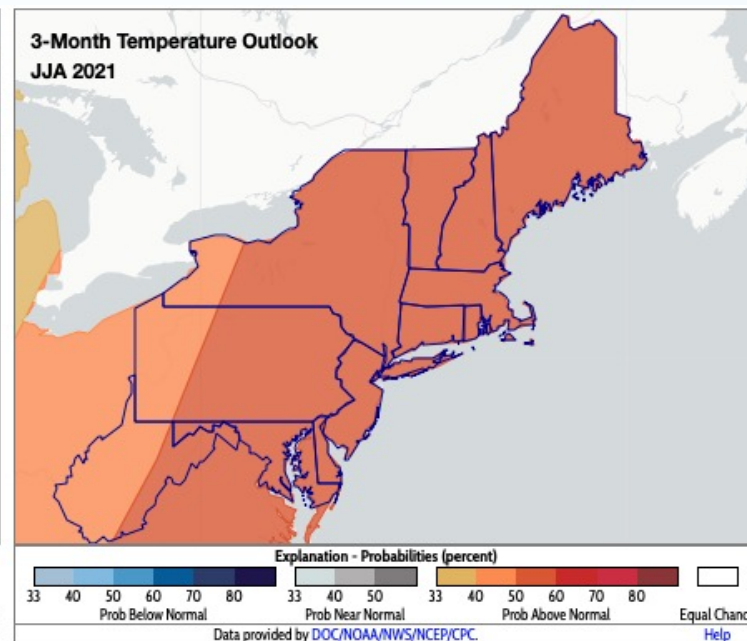 3-Month Temperature Outlook
JJA 2021
Explanation - Probabilities (percent)
33 40 50 60 70 80 33 40 50 33 40 50 60 70 80
Prob Below Normal Prob Near Normal Prob Above Normal Equal Chanc
Data provided by DOC/NOAA/NWS/NCEP/CPC. Help